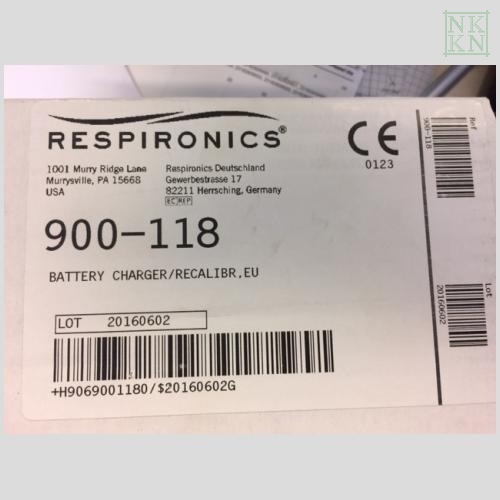 NK
KN
RESPIRONICS®
1001 Murry Ridge Lane
Murrysville, PA 15668
USA
Respironics Deutschland
Gewerbestrasse 17
82211 Herrsching, Germany
EC REP
CE
0123
900-118
BATTERY CHARGER/RECALIBR,EU
LOT 20160602
+H9069001180/$20160602G
Ref
900-118
Lot
20160602